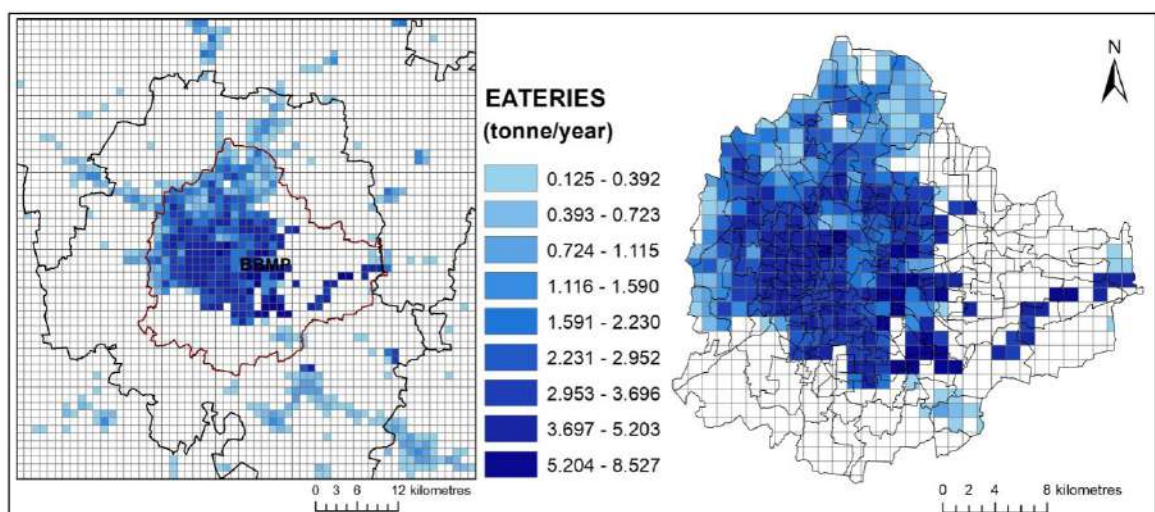 BBMP
0 3 6 12 kilometres
EATERIES
(tonne/year)
0.125 - 0.392
0.393 - 0.723
0.724 - 1.115
1.116 - 1.590
1.591 - 2.230
2.231 - 2.952
2.953 - 3.696
3.697 - 5.203
5.204 - 8.527
N
0 2 4 8 kilometres